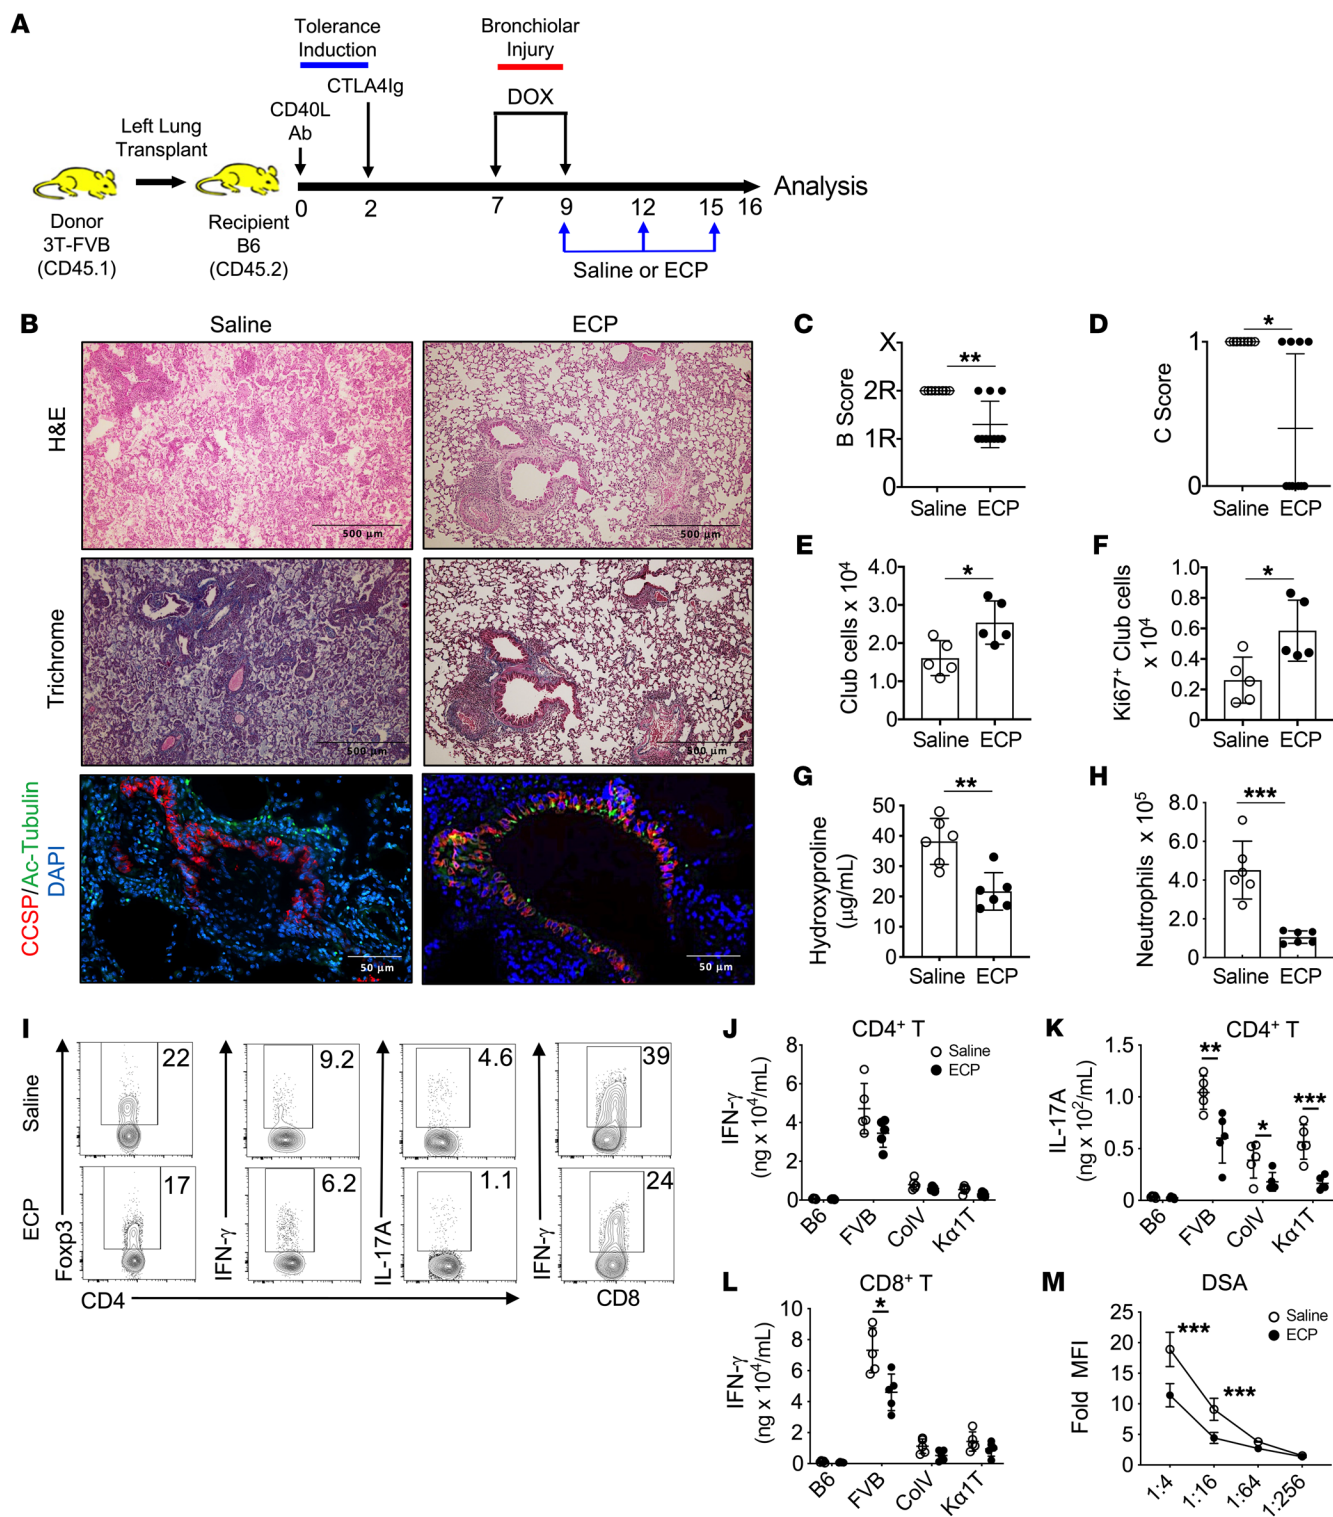 A
Tolerance
Induction
Bronchiolar
Injury
CTLA4Ig
CD40L
Ab
DOX
Left Lung
Transplant
Analysis
0 2 7 9 12 15 16
Donor
3T-FVB
(CD45.1)
Recipient
B6
(CD45.2)
Saline or ECP
B
Saline
ECP
H&E
500 µm
500 µm
Trichrome
500 µm
500 µm
CCSP/Ac-Tubulin
DAPI
50 µm
50 µm
C
B Score
X
2R
1R
0
**
Saline ECP
D
C Score
1
0
*
Saline ECP
E
Club cells x 10⁴
4.0
3.0
2.0
1.0
0
*
Saline ECP
F
Ki67⁺ Club cells
x 10⁴
1.0
0.8
0.6
0.4
0.2
0
*
Saline ECP
G
Hydroxyproline
(µg/mL)
50
40
30
20
10
0
**
Saline ECP
H
Neutrophils x 10⁵
8.0
6.0
4.0
2.0
0
***
Saline ECP
I
Saline
22
9.2
4.6
39
ECP
17
6.2
1.1
24
Foxp3
IFN-γ
IL-17A
IFN-γ
CD4
CD8
J
CD4⁺ T
Saline
ECP
IFN-γ
(ng x 10⁴/mL)
8
6
4
2
0
B6 FVB ColV Kα1T
K
CD4⁺ T
IL-17A
(ng x 10²/mL)
1.5
1.0
0.5
0
**
*
***
B6 FVB ColV Kα1T
L
CD8⁺ T
IFN-γ
(ng x 10⁴/mL)
10
8
6
4
2
0
*
B6 FVB ColV Kα1T
M
DSA
Saline
ECP
Fold MFI
25
20
15
10
5
0
***
***
1:4 1:16 1:64 1:256